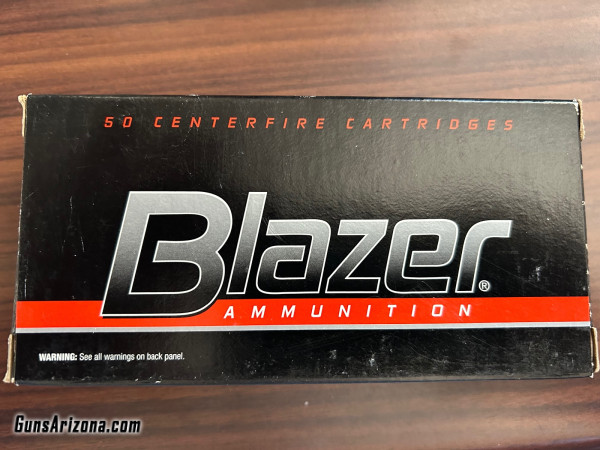 50 CENTERFIRE CARTRIDGES
Blazer®
AMMUNITION
WARNING: See all warnings on back panel.
GunsArizona.com